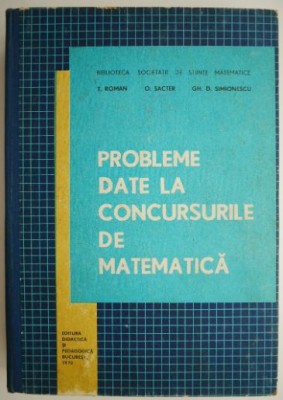 BIBLIOTECA SOCIETĂȚII DE ȘTIINȚE MATEMATICE
T. ROMAN O. SACTER GH. D. SIMIONESCU
PROBLEME
DATE LA
CONCURSURILE
DE
MATEMATICĂ
EDITURA
DIDACTICĂ
ȘI
PEDAGOGICĂ
BUCUREȘTI
1970